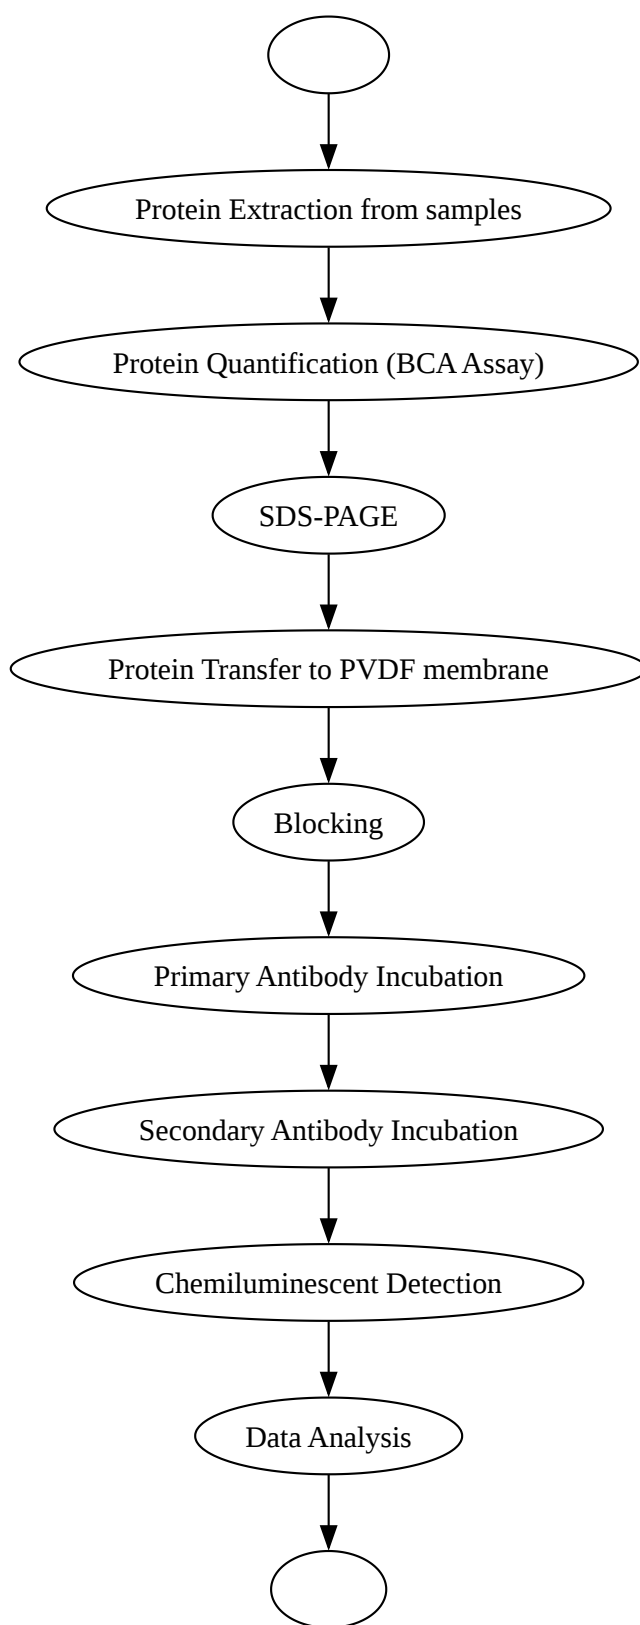 Protein Extraction from samples
Protein Quantification (BCA Assay)
SDS-PAGE
Protein Transfer to PVDF membrane
Blocking
Primary Antibody Incubation
Secondary Antibody Incubation
Chemiluminescent Detection
Data Analysis